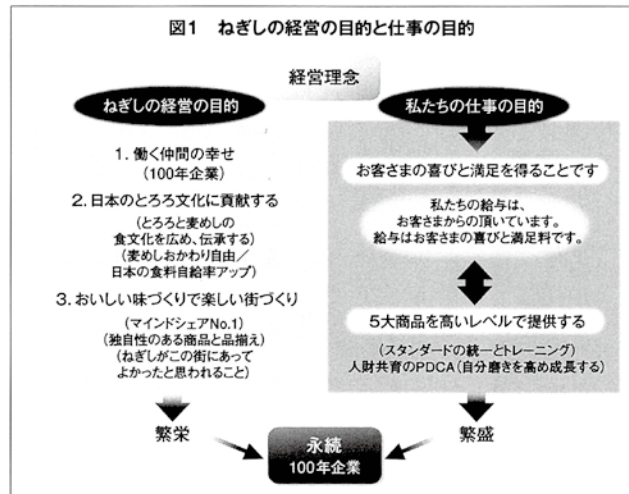 図1　ねぎしの経営の目的と仕事の目的
経営理念
ねぎしの経営の目的
1. 働く仲間の幸せ
(100年企業)
2. 日本のとろろ文化に貢献する
(とろろと麦めしの
食文化を広め、伝承する)
(麦めしおかわり自由／
日本の食料自給率アップ)
3. おいしい味づくりで楽しい街づくり
(マインドシェアNo.1)
(独自性のある商品と品揃え)
(ねぎしがこの街にあって
よかったと思われること)
繁栄
私たちの仕事の目的
お客さまの喜びと満足を得ることです
私たちの給与は、
お客さまからの頂いています。
給与はお客さまの喜びと満足料です。
5大商品を高いレベルで提供する
(スタンダードの統一とトレーニング)
人財共育のPDCA(自分磨きを高め成長する)
繁盛
永続
100年企業